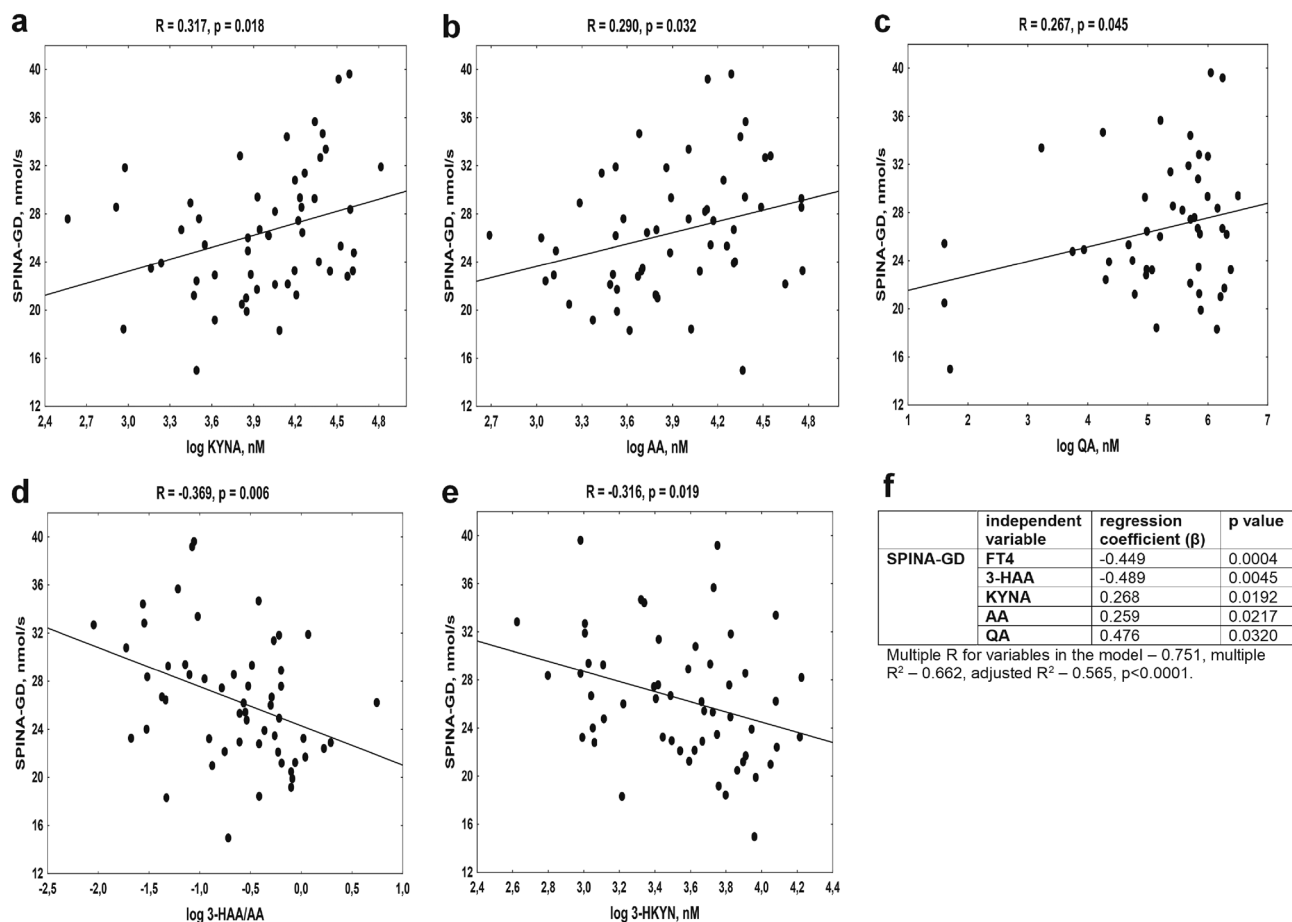 a
R = 0.317, p = 0.018
SPINA-GD, nmol/s
40
36
32
28
24
20
16
12
2,4 2,7 3,0 3,3 3,6 3,9 4,2 4,5 4,8
log KYNA, nM
b
R = 0.290, p = 0.032
SPINA-GD, nmol/s
40
36
32
28
24
20
16
12
2,7 3,0 3,3 3,6 3,9 4,2 4,5 4,8
log AA, nM
c
R = 0.267, p = 0.045
SPINA-GD, nmol/s
40
36
32
28
24
20
16
12
1 2 3 4 5 6 7
log QA, nM
d
R = -0.369, p = 0.006
SPINA-GD, nmol/s
40
36
32
28
24
20
16
12
-2,5 -2,0 -1,5 -1,0 -0,5 0,0 0,5 1,0
log 3-HAA/AA
e
R = -0.316, p = 0.019
SPINA-GD, nmol/s
40
36
32
28
24
20
16
12
2,4 2,6 2,8 3,0 3,2 3,4 3,6 3,8 4,0 4,2 4,4
log 3-HKYN, nM
f
independent variable regression coefficient (β) p value
SPINA-GD FT4 -0.449 0.0004
3-HAA -0.489 0.0045
KYNA 0.268 0.0192
AA 0.259 0.0217
QA 0.476 0.0320
Multiple R for variables in the model – 0.751, multiple
R² – 0.662, adjusted R² – 0.565, p<0.0001.